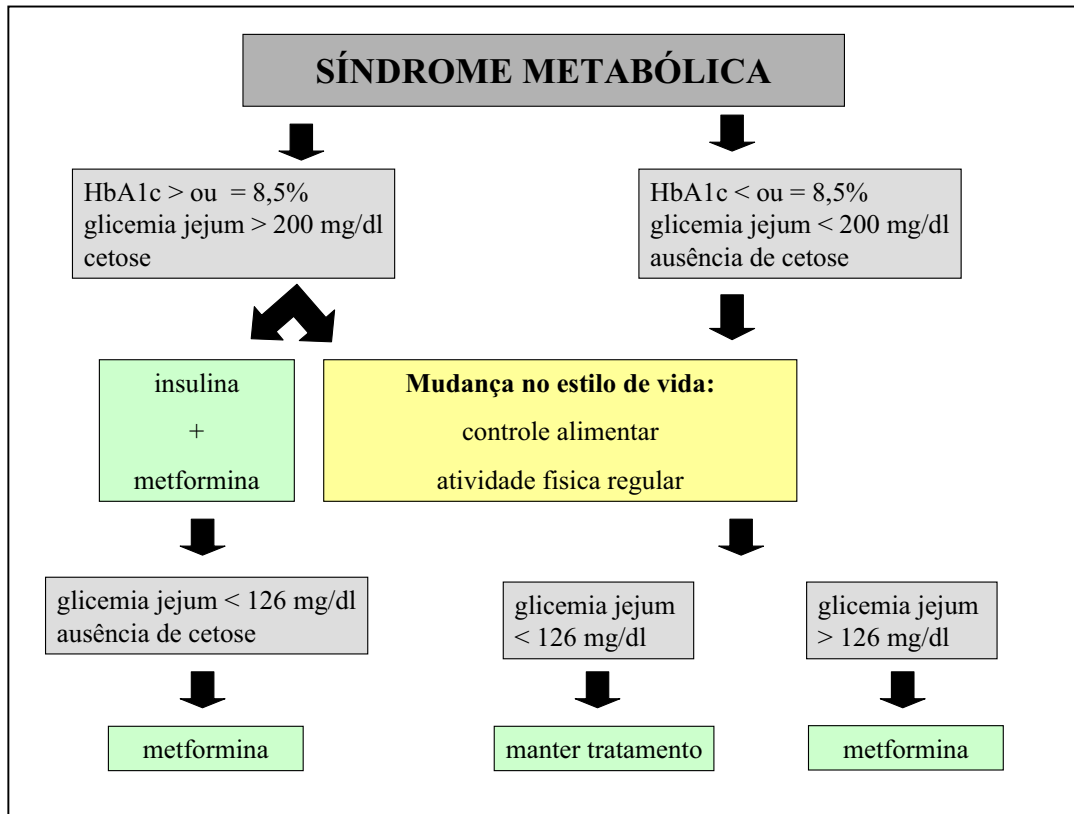 SÍNDROME METABÓLICA
HbA1c > ou  = 8,5%
glicemia jejum > 200 mg/dl
cetose
HbA1c < ou = 8,5%
glicemia jejum < 200 mg/dl
ausência de cetose
insulina
+
metformina
Mudança no estilo de vida:
controle alimentar
atividade fisica regular
glicemia jejum < 126 mg/dl
ausência de cetose
glicemia jejum
< 126 mg/dl
glicemia jejum
> 126 mg/dl
metformina
manter tratamento
metformina